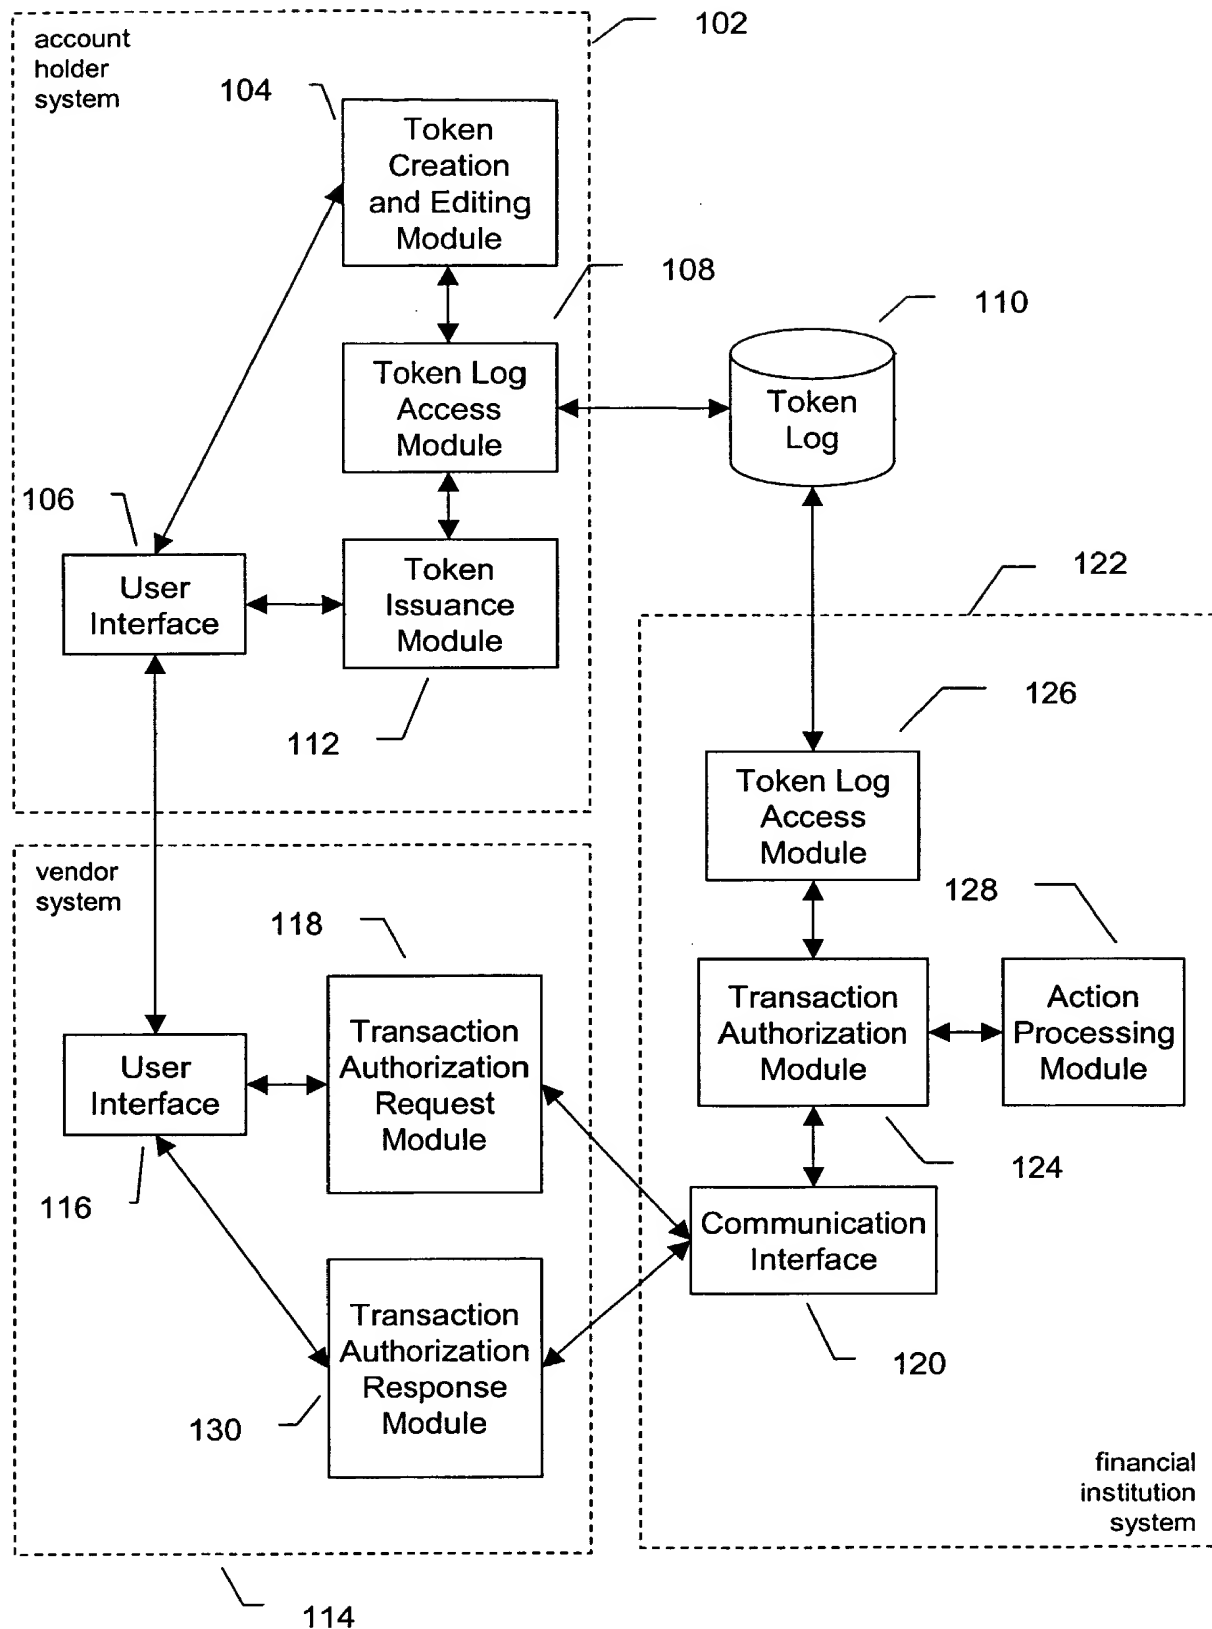 account
holder
system
102
104
Token
Creation
and Editing
Module
108
110
Token Log
Access
Module
Token
Log
106
User
Interface
Token
Issuance
Module
112
122
126
Token Log
Access
Module
128
vendor
system
118
Transaction
Authorization
Request
Module
User
Interface
116
Transaction
Authorization
Module
Action
Processing
Module
124
Communication
Interface
120
Transaction
Authorization
Response
Module
130
financial
institution
system
114